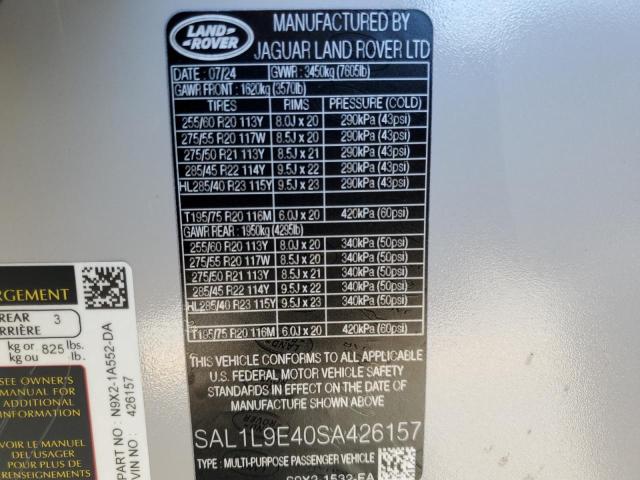 LAND ROVER
MANUFACTURED BY
JAGUAR LAND ROVER LTD
DATE : 07/24 GVWR : 3450kg (7605lb)
GAWR FRONT : 1620kg (3570lb)
TIRES RIMS PRESSURE (COLD)
255/60 R20 113Y 8.0J x 20 290kPa (43psi)
275/55 R20 117W 8.5J x 20 290kPa (43psi)
275/50 R21 113Y 8.5J x 21 290kPa (43psi)
285/45 R22 114Y 9.5J x 22 290kPa (43psi)
HL285/40 R23 115Y 9.5J x 23 290kPa (43psi)
T195/75 R20 116M 6.0J x 20 420kPa (60psi)
GAWR REAR : 1950kg (4295lb)
255/60 R20 113Y 8.0J x 20 340kPa (50psi)
275/55 R20 117W 8.5J x 20 340kPa (50psi)
275/50 R21 113Y 8.5J x 21 340kPa (50psi)
285/45 R22 114Y 9.5J x 22 340kPa (50psi)
HL285/40 R23 115Y 9.5J x 23 340kPa (50psi)
T195/75 R20 116M 6.0J x 20 420kPa (60psi)
THIS VEHICLE CONFORMS TO ALL APPLICABLE
U.S. FEDERAL MOTOR VEHICLE SAFETY
STANDARDS IN EFFECT ON THE DATE OF
MANUFACTURE SHOWN ABOVE.
SAL1L9E40SA426157
TYPE : MULTI-PURPOSE PASSENGER VEHICLE
REAR 3
kg or 825 lbs.
kg ou lb.
SEE OWNER'S
MANUAL FOR
ADDITIONAL
INFORMATION
VOIR LE MANUEL
DEL'USAGER
POUR PLUS DE
RENSEIGNEMENTS
PART NO: N9X2-1A552-DA
VIN NO: 426157